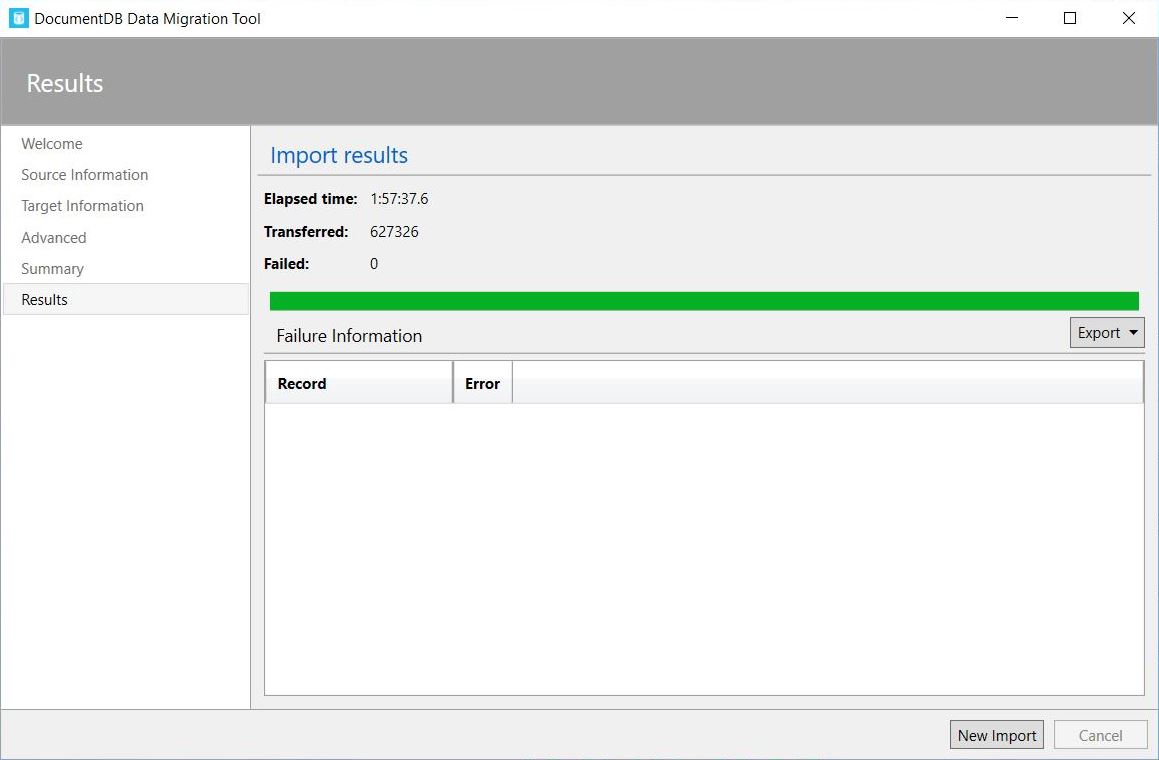 DocumentDB Data Migration Tool
Results
Welcome
Source Information
Target Information
Advanced
Summary
Results
Import results
Elapsed time: 1:57:37.6
Transferred: 627326
Failed: 0
Failure Information
Export
Record Error
New Import Cancel